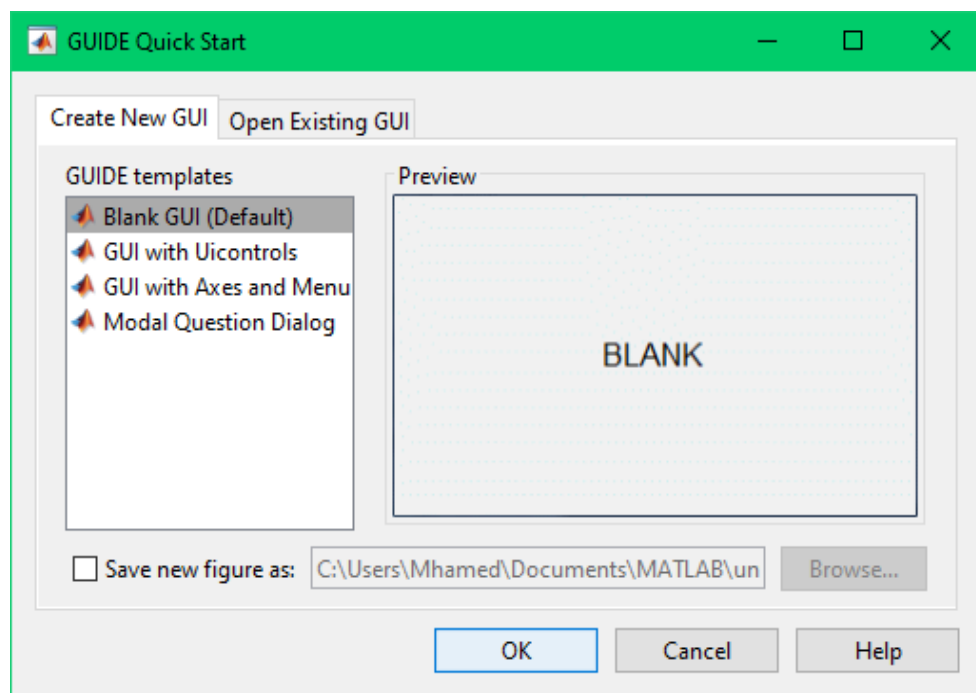 GUIDE Quick Start
Create New GUI
Open Existing GUI
GUIDE templates
Blank GUI (Default)
GUI with Uicontrols
GUI with Axes and Menu
Modal Question Dialog
Preview
BLANK
Save new figure as:
C:\Users\Mhamed\Documents\MATLAB\un
Browse...
OK
Cancel
Help